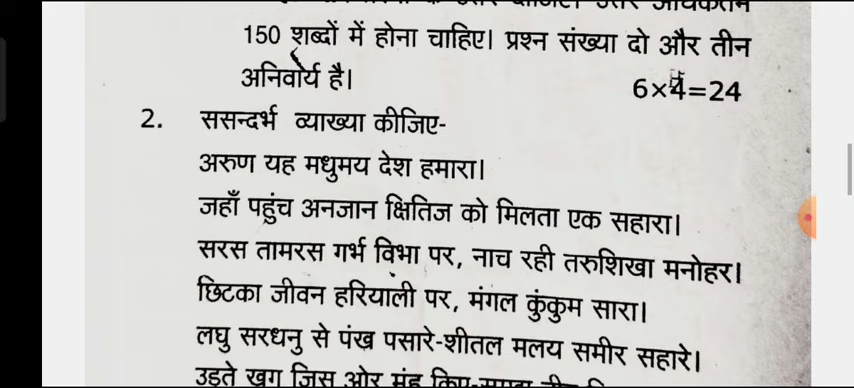 150 शब्दों में होना चाहिए। प्रश्न संख्या दो और तीन
अनिवार्य है। 6×4=24
2. ससन्दर्भ व्याख्या कीजिए-
अरुण यह मधुमय देश हमारा।
जहाँ पहुंच अनजान क्षितिज को मिलता एक सहारा।
सरस तामरस गर्भ विभा पर, नाच रही तरुशिखा मनोहर।
छिटका जीवन हरियाली पर, मंगल कुंकुम सारा।
लघु सरधनु से पंख पसारे-शीतल मलय समीर सहारे।
उड़ते खग जिस ओर मुंह किए-समझ